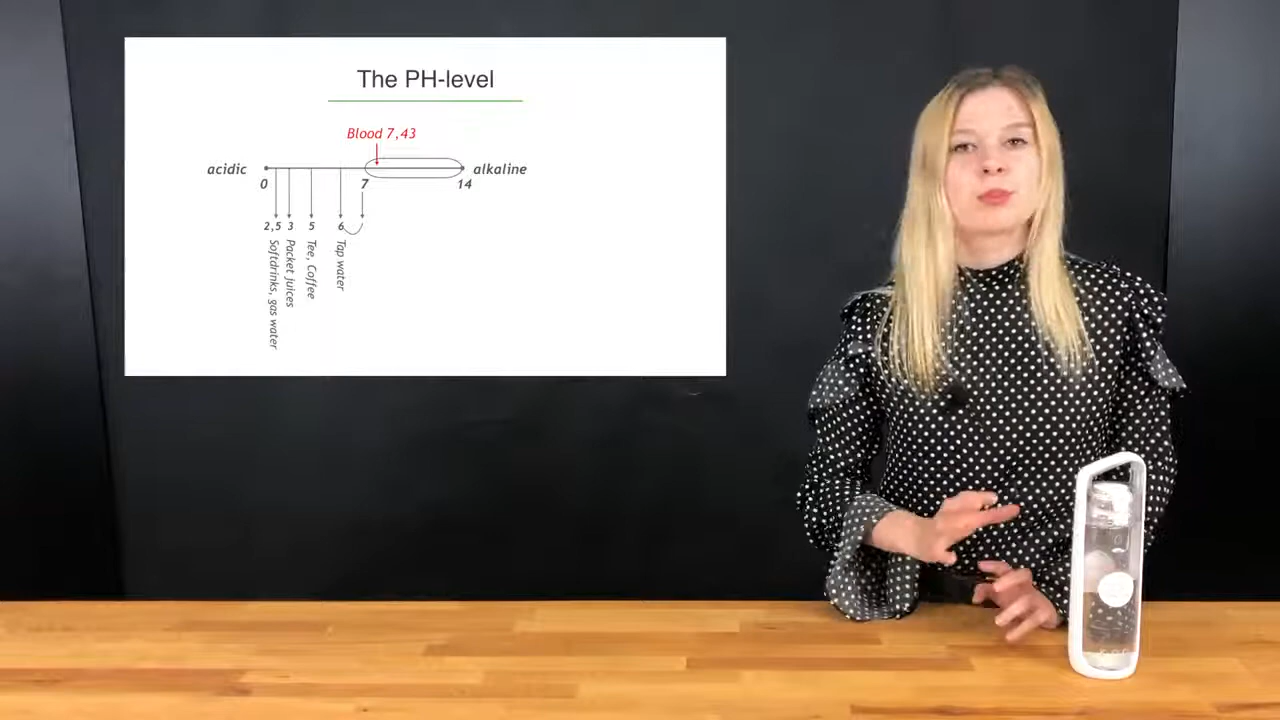 The PH-level
Blood 7,43
acidic
alkaline
0
7
14
2,5
3
5
6
Softdrinks, gas water
Packet juices
Tee, Coffee
Tap water